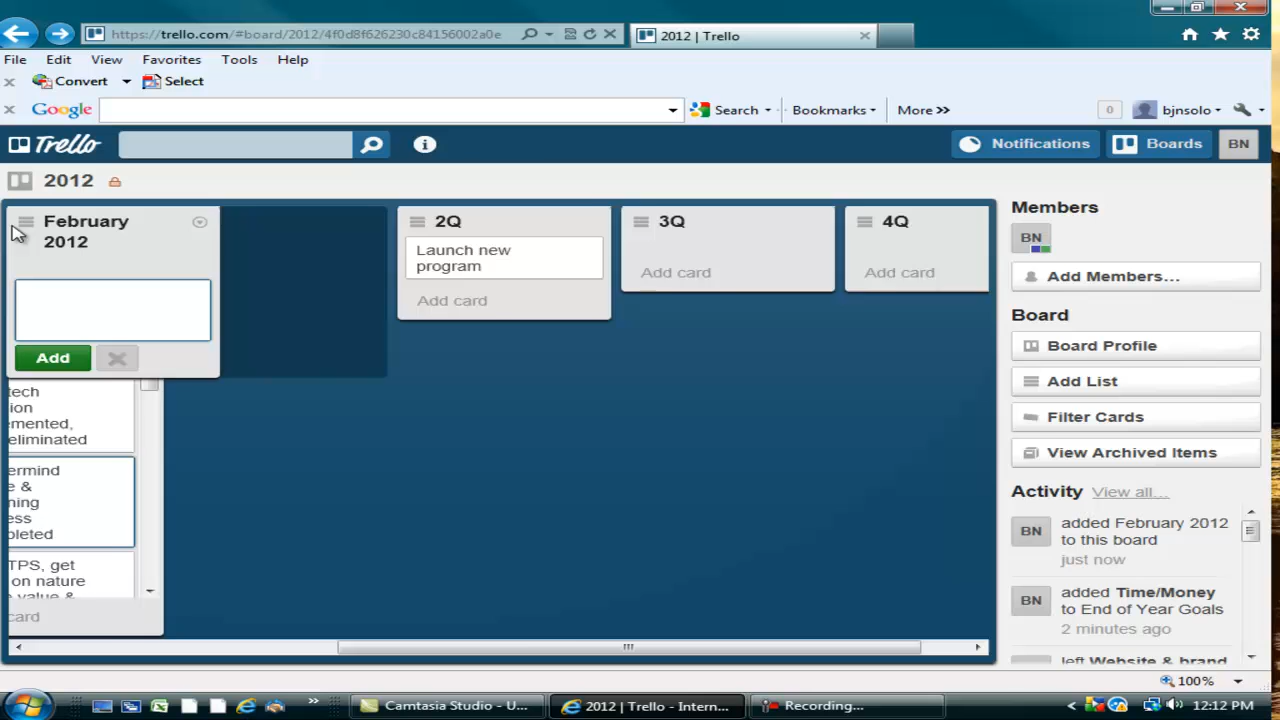 https://trello.com/#board/2012/4f0d8f626230c84156002a0e
2012 | Trello
File Edit View Favorites Tools Help
Convert Select
Google Search Bookmarks More >> 0 bjnsolo
Trello Notifications Boards BN
2012
February
2012
Add
2Q
Launch new
program
Add card
3Q
Add card
4Q
Add card
tech
ion
emented,
eliminated
ermind
e &
ning
ess
pleted
TPS, get
on nature
value &
card
Members
BN
Add Members...
Board
Board Profile
Add List
Filter Cards
View Archived Items
Activity View all...
BN
added February 2012
to this board
just now
BN
added Time/Money
to End of Year Goals
2 minutes ago
left Website & brand
100%
Camtasia Studio - U... 2012 | Trello - Intern... Recording... 12:12 PM